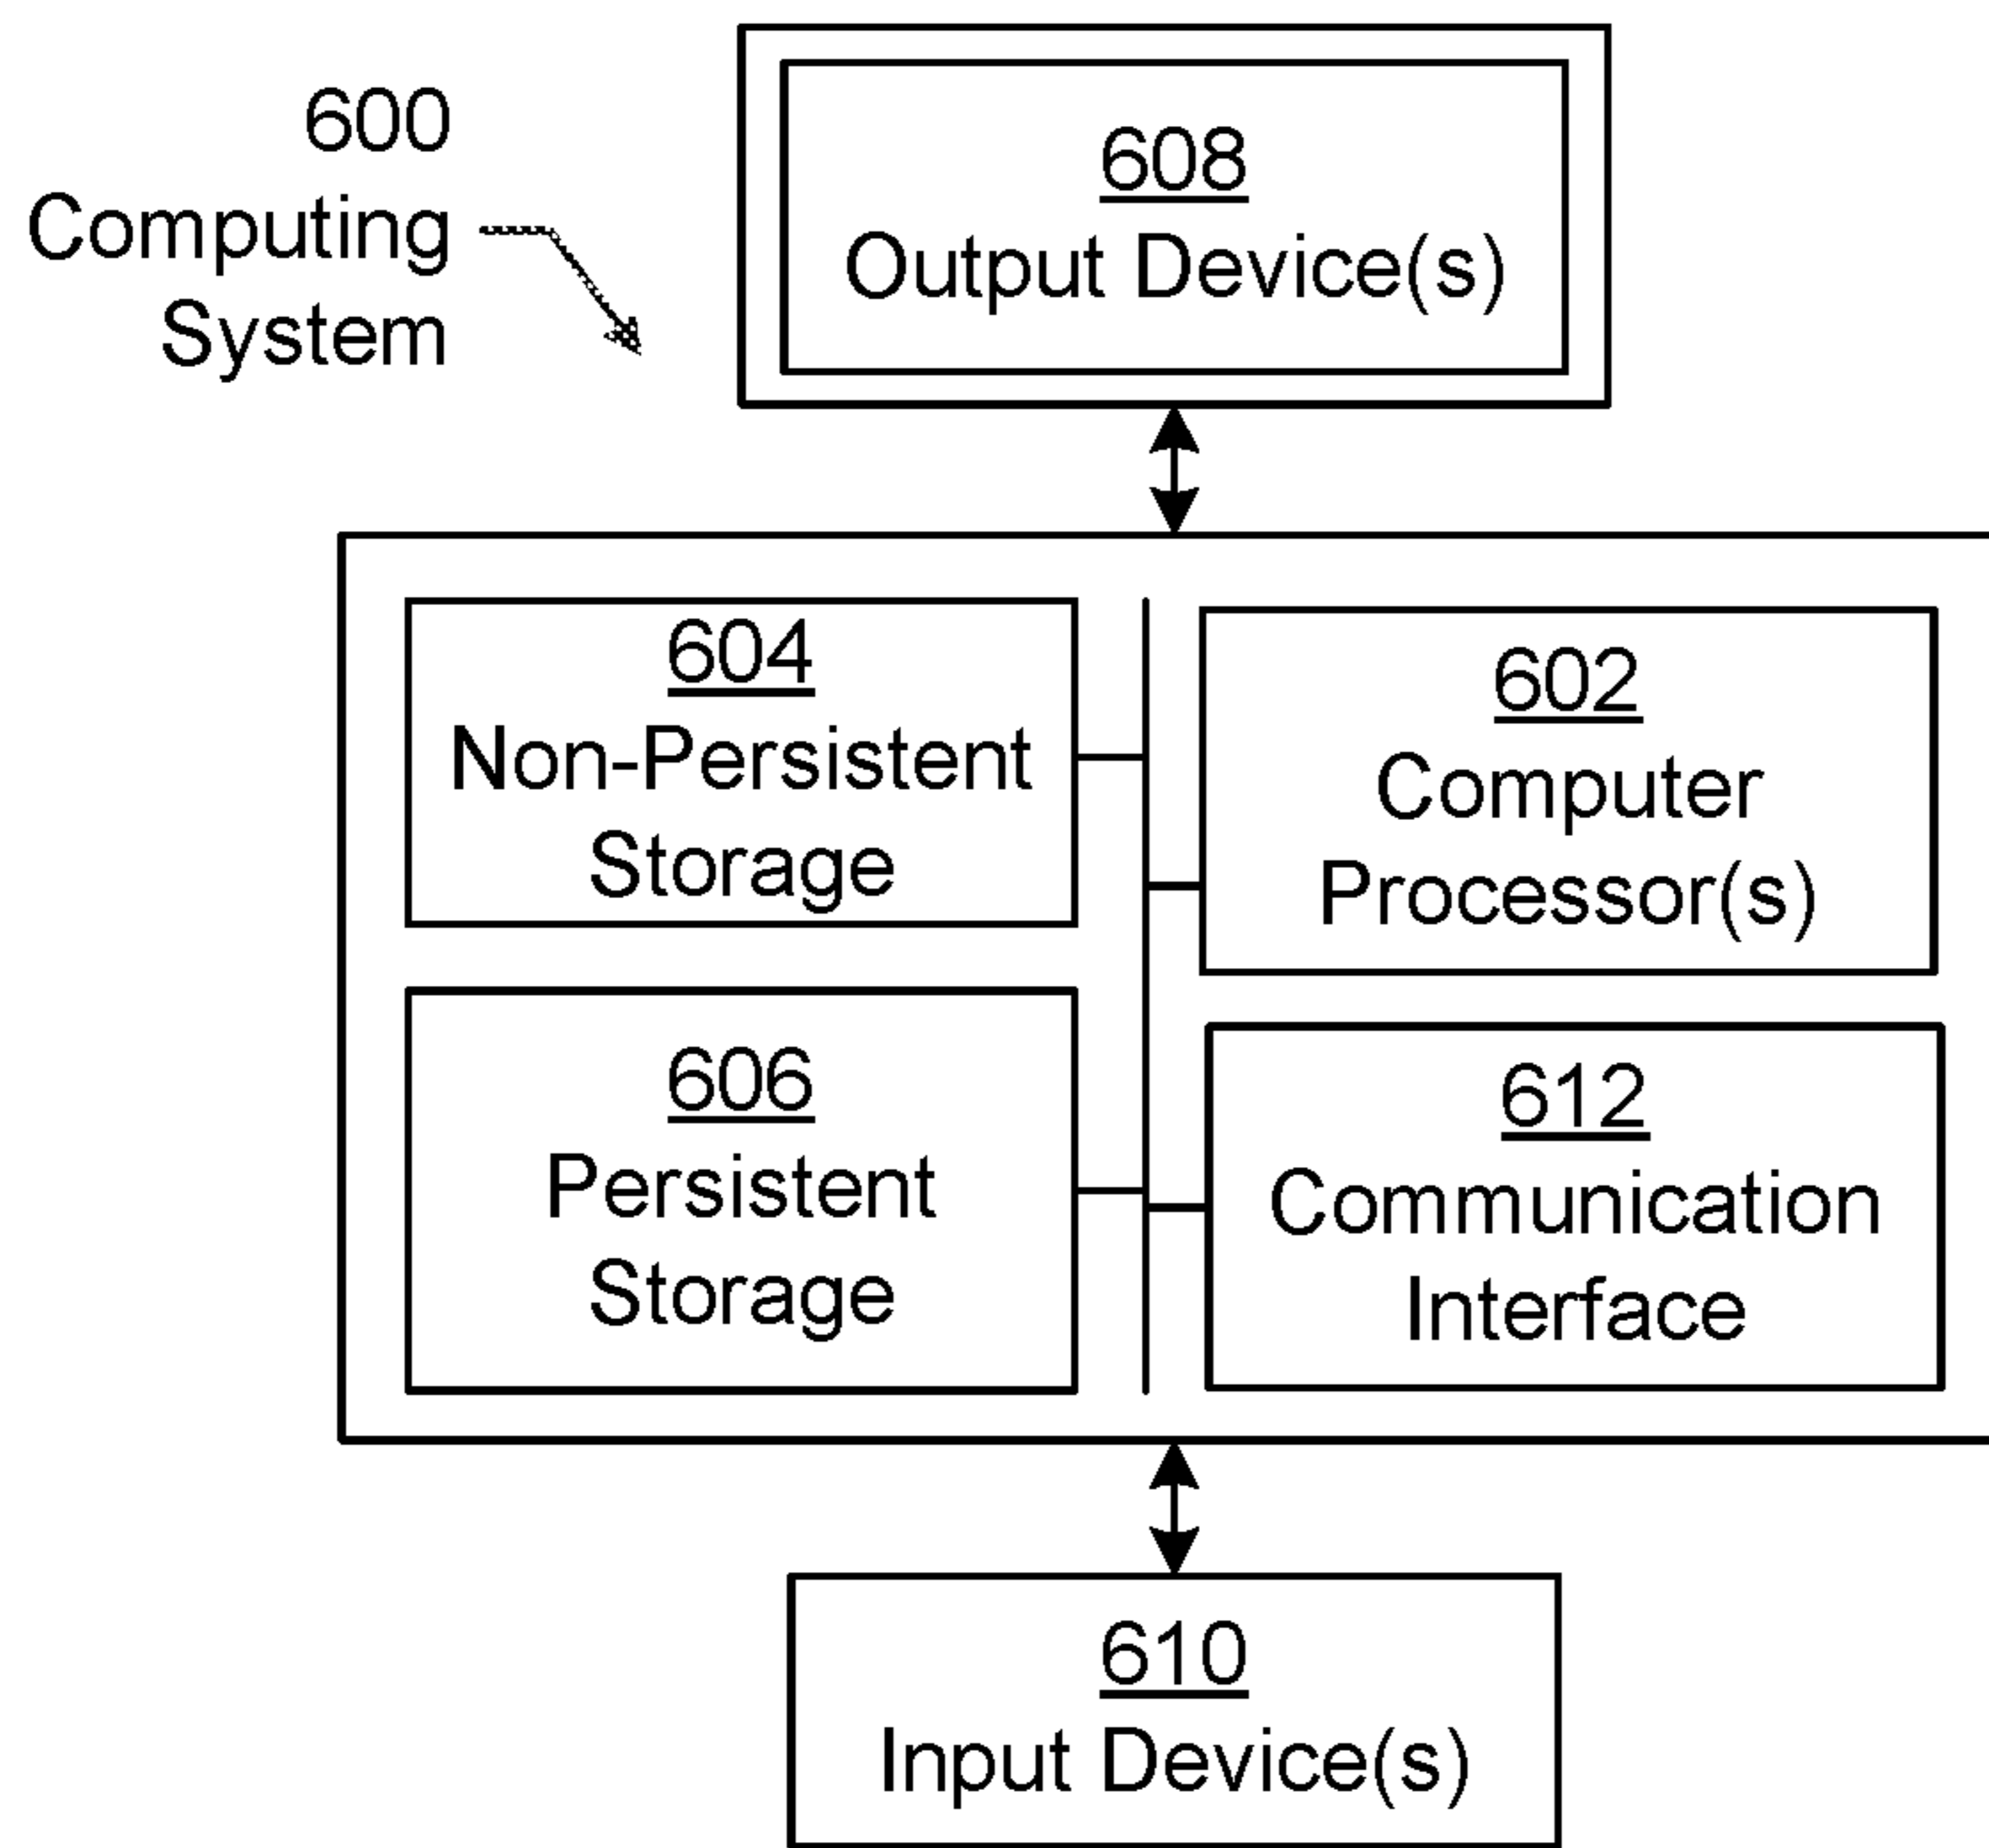 600
Computing
System
608
Output Device(s)
604
Non-Persistent
Storage
602
Computer
Processor(s)
606
Persistent
Storage
612
Communication
Interface
610
Input Device(s)